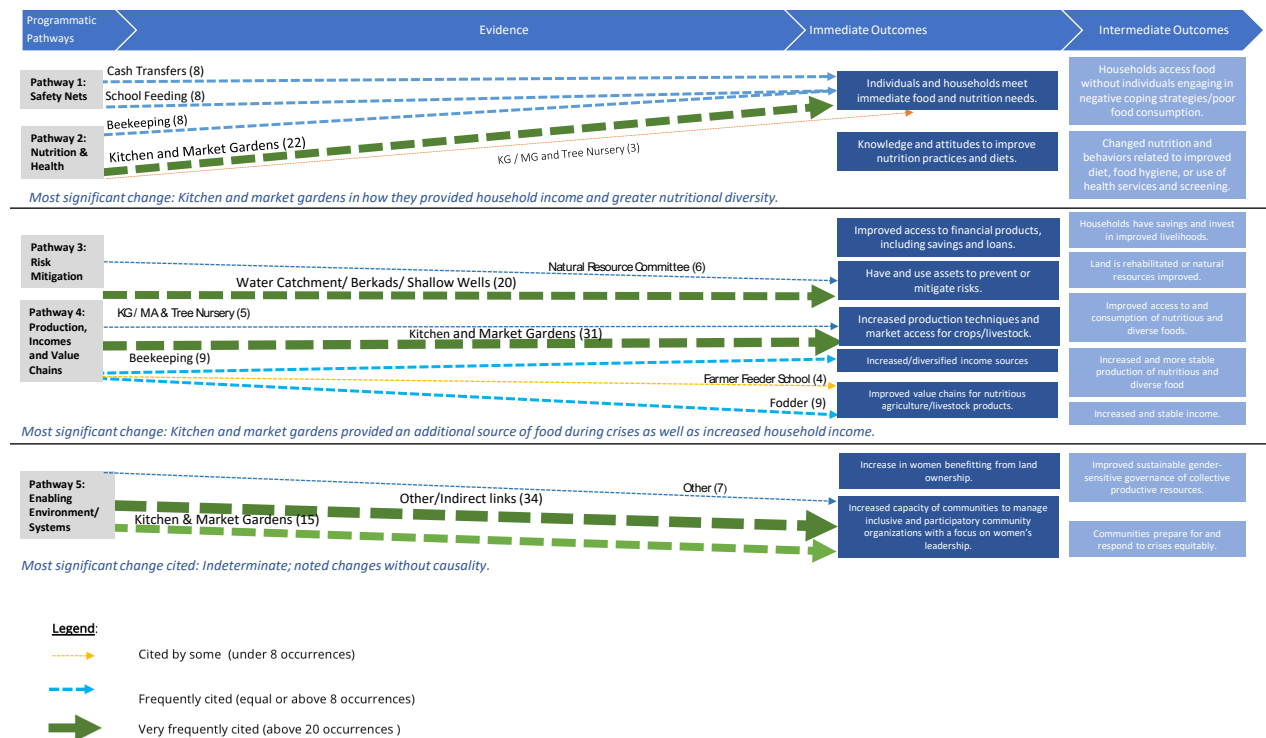 Programmatic
Pathways
Evidence
Immediate Outcomes
Intermediate Outcomes
Pathway 1:
Safety Nets
Cash Transfers (8)
School Feeding (8)
Individuals and households meet
immediate food and nutrition needs.
Households access food
without individuals engaging in
negative coping strategies/poor
food consumption.
Pathway 2:
Nutrition &
Health
Beekeeping (8)
Kitchen and Market Gardens (22)
KG / MG and Tree Nursery (3)
Knowledge and attitudes to improve
nutrition practices and diets.
Changed nutrition and
behaviors related to improved
diet, food hygiene, or use of
health services and screening.
Most significant change: Kitchen and market gardens in how they provided household income and greater nutritional diversity.
Pathway 3:
Risk
Mitigation
Natural Resource Committee (6)
Water Catchment/ Berkads/ Shallow Wells (20)
Improved access to financial products,
including savings and loans.
Have and use assets to prevent or
mitigate risks.
Households have savings and invest
in improved livelihoods.
Land is rehabilitated or natural
resources improved.
Pathway 4:
Production,
Incomes
and Value
Chains
KG/ MA & Tree Nursery (5)
Kitchen and Market Gardens (31)
Beekeeping (9)
Farmer Feeder School (4)
Fodder (9)
Increased production techniques and
market access for crops/livestock.
Increased/diversified income sources
Improved value chains for nutritious
agriculture/livestock products.
Improved access to and
consumption of nutritious and
diverse foods.
Increased and more stable
production of nutritious and
diverse food
Increased and stable income.
Most significant change: Kitchen and market gardens provided an additional source of food during crises as well as increased household income.
Pathway 5:
Enabling
Environment/
Systems
Other (7)
Other/Indirect links (34)
Kitchen & Market Gardens (15)
Increase in women benefitting from land
ownership.
Increased capacity of communities to manage
inclusive and participatory community
organizations with a focus on women's
leadership.
Improved sustainable gender-
sensitive governance of collective
productive resources.
Communities prepare for and
respond to crises equitably.
Most significant change cited: Indeterminate; noted changes without causality.
Legend:
Cited by some (under 8 occurrences)
Frequently cited (equal or above 8 occurrences)
Very frequently cited (above 20 occurrences )